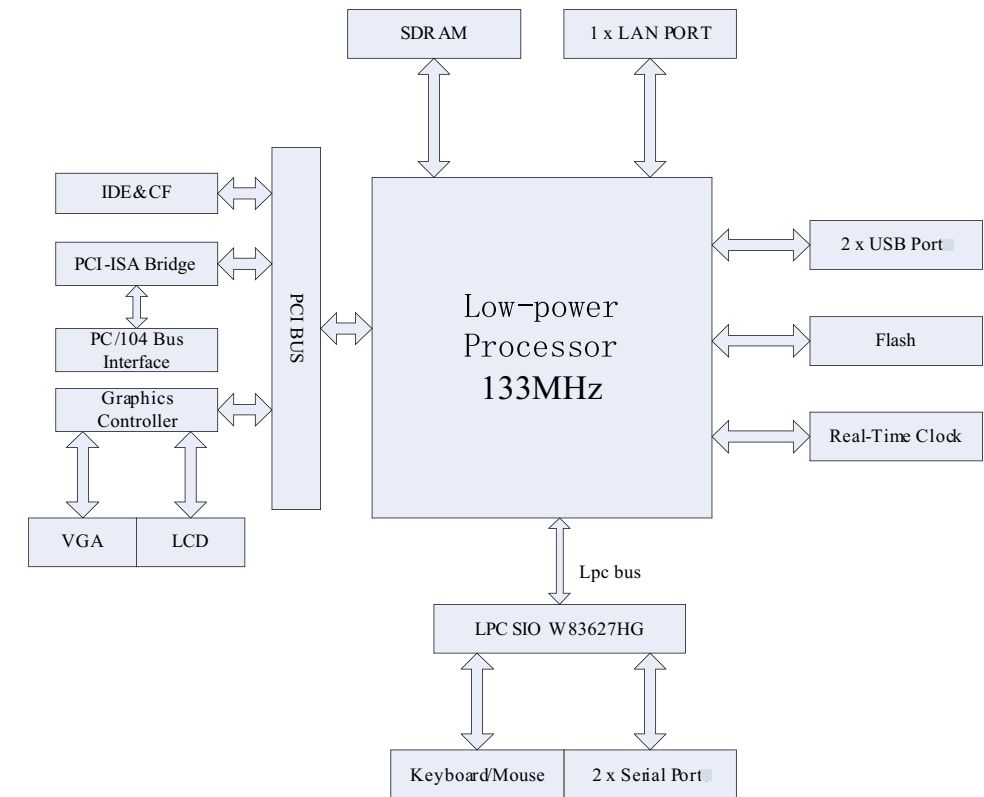 SDRAM
1 x LAN PORT
IDE&CF
PCI-ISA Bridge
PC/104 Bus
Interface
Graphics
Controller
VGA
LCD
PCI BUS
Low-power
Processor
133MHz
2 x USB Port
Flash
Real-Time Clock
Lpc bus
LPC SIO W83627HG
Keyboard/Mouse
2 x Serial Port